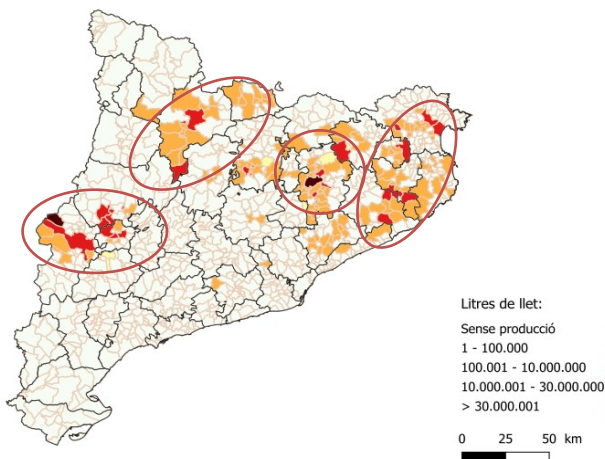 Litres de llet:
Sense producció
1 - 100.000
100.001 - 10.000.000
10.000.001 - 30.000.000
> 30.000.001
0 25 50 km